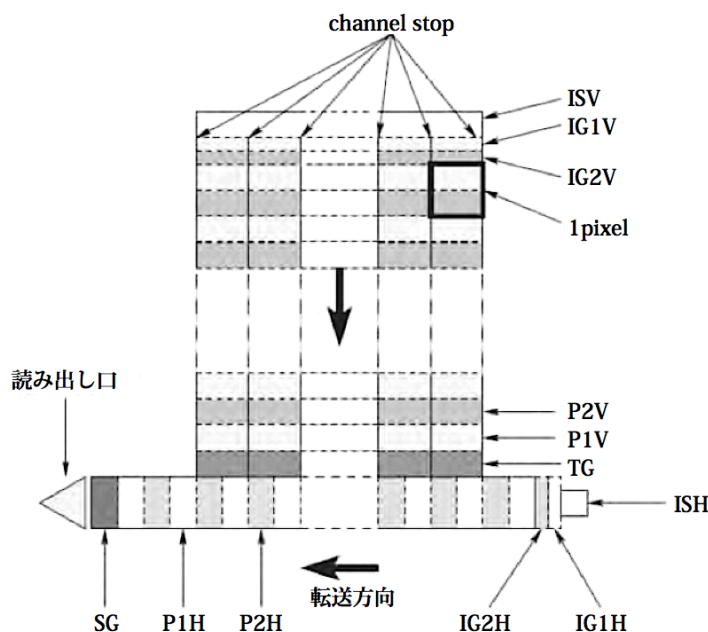 channel stop
ISV
IG1V
IG2V
1pixel
読み出し口
P2V
P1V
TG
ISH
転送方向
SG
P1H
P2H
IG2H
IG1H